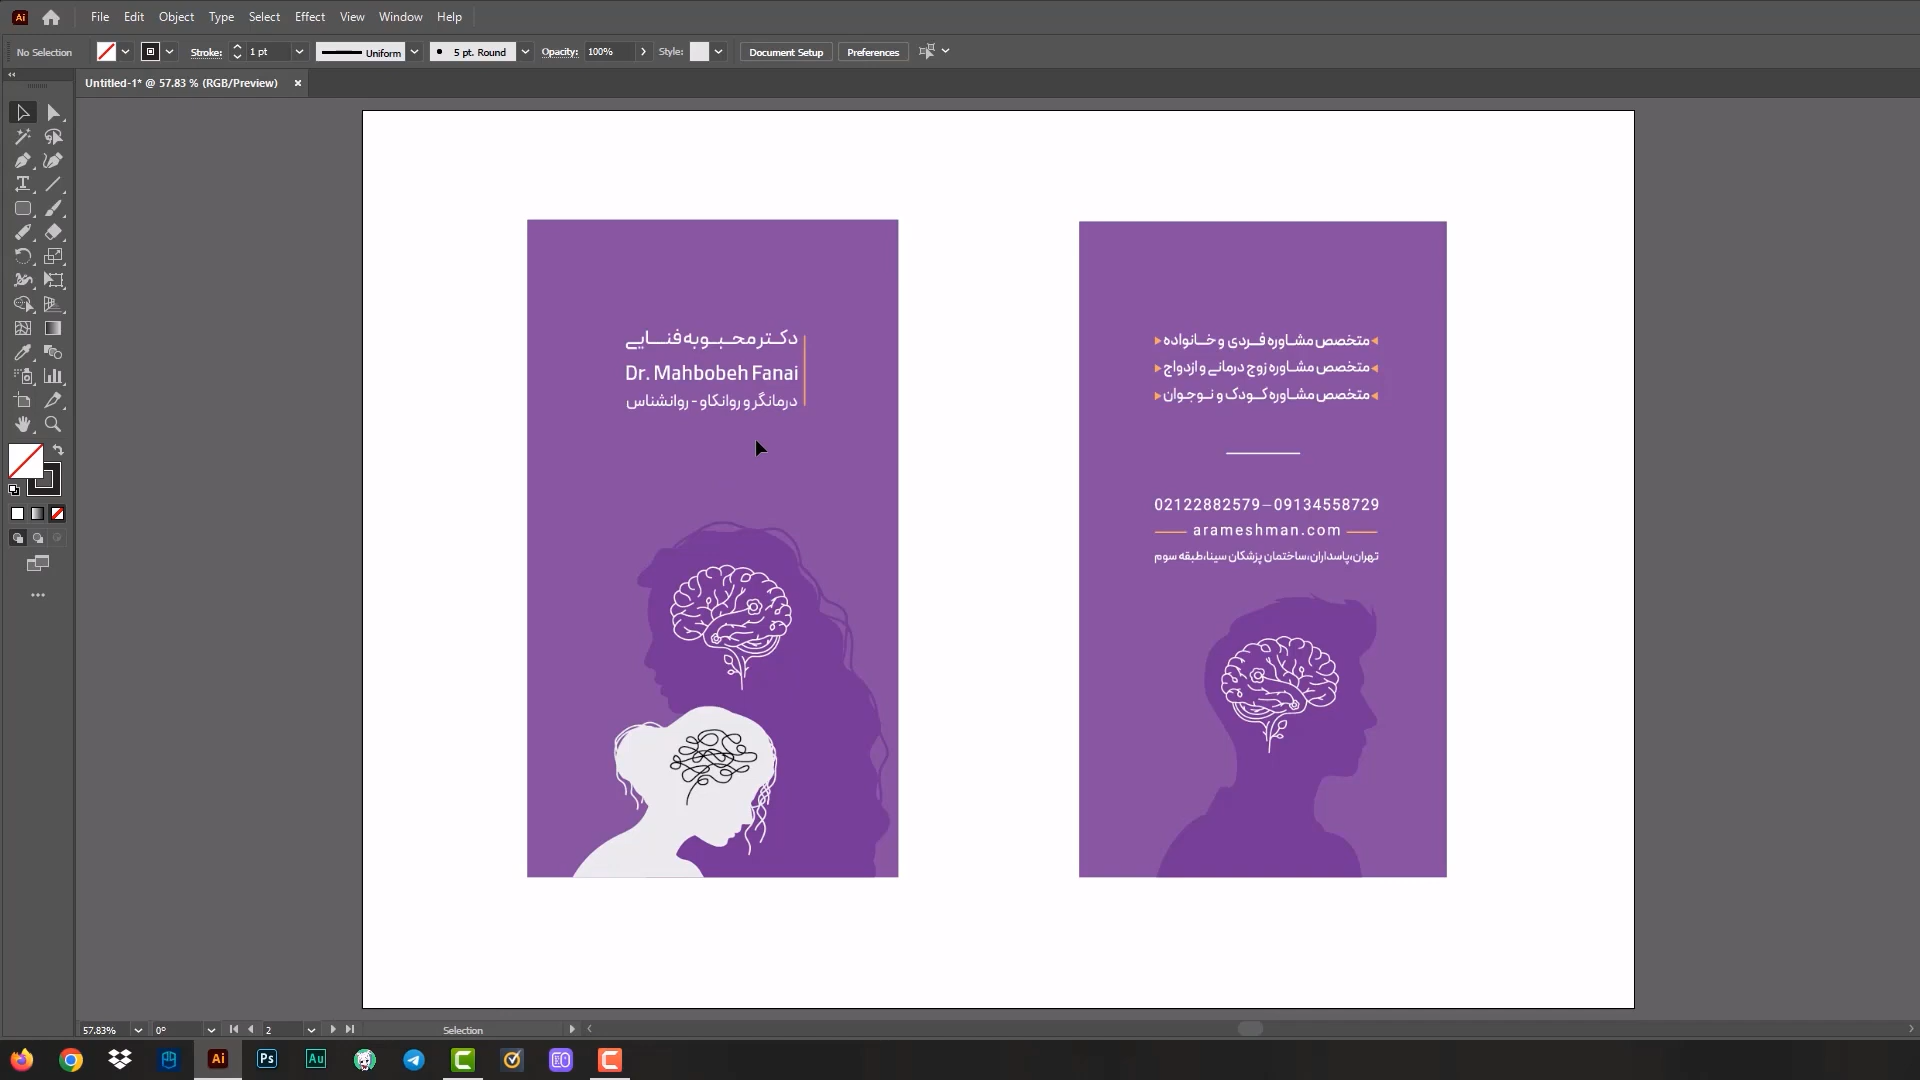 File Edit Object Type Select Effect View Window Help
No Selection Stroke: 1 pt Uniform 5 pt. Round Opacity: 100% Style: Document Setup Preferences
Untitled-1* @ 57.83 % (RGB/Preview)
دکتر محبوبه فنایی
Dr. Mahbobeh Fanai
درمانگر و روانکاو - روانشناس
متخصص مشاوره فردی و خانواده
متخصص مشاوره زوج درمانی و ازدواج
متخصص مشاوره کودک و نوجوان
02122882579–09134558729
arameshman.com
تهران،پاسداران،ساختمان پزشکان سینا،طبقه سوم
57.83% 0° 2 Selection
Ai Ps Au